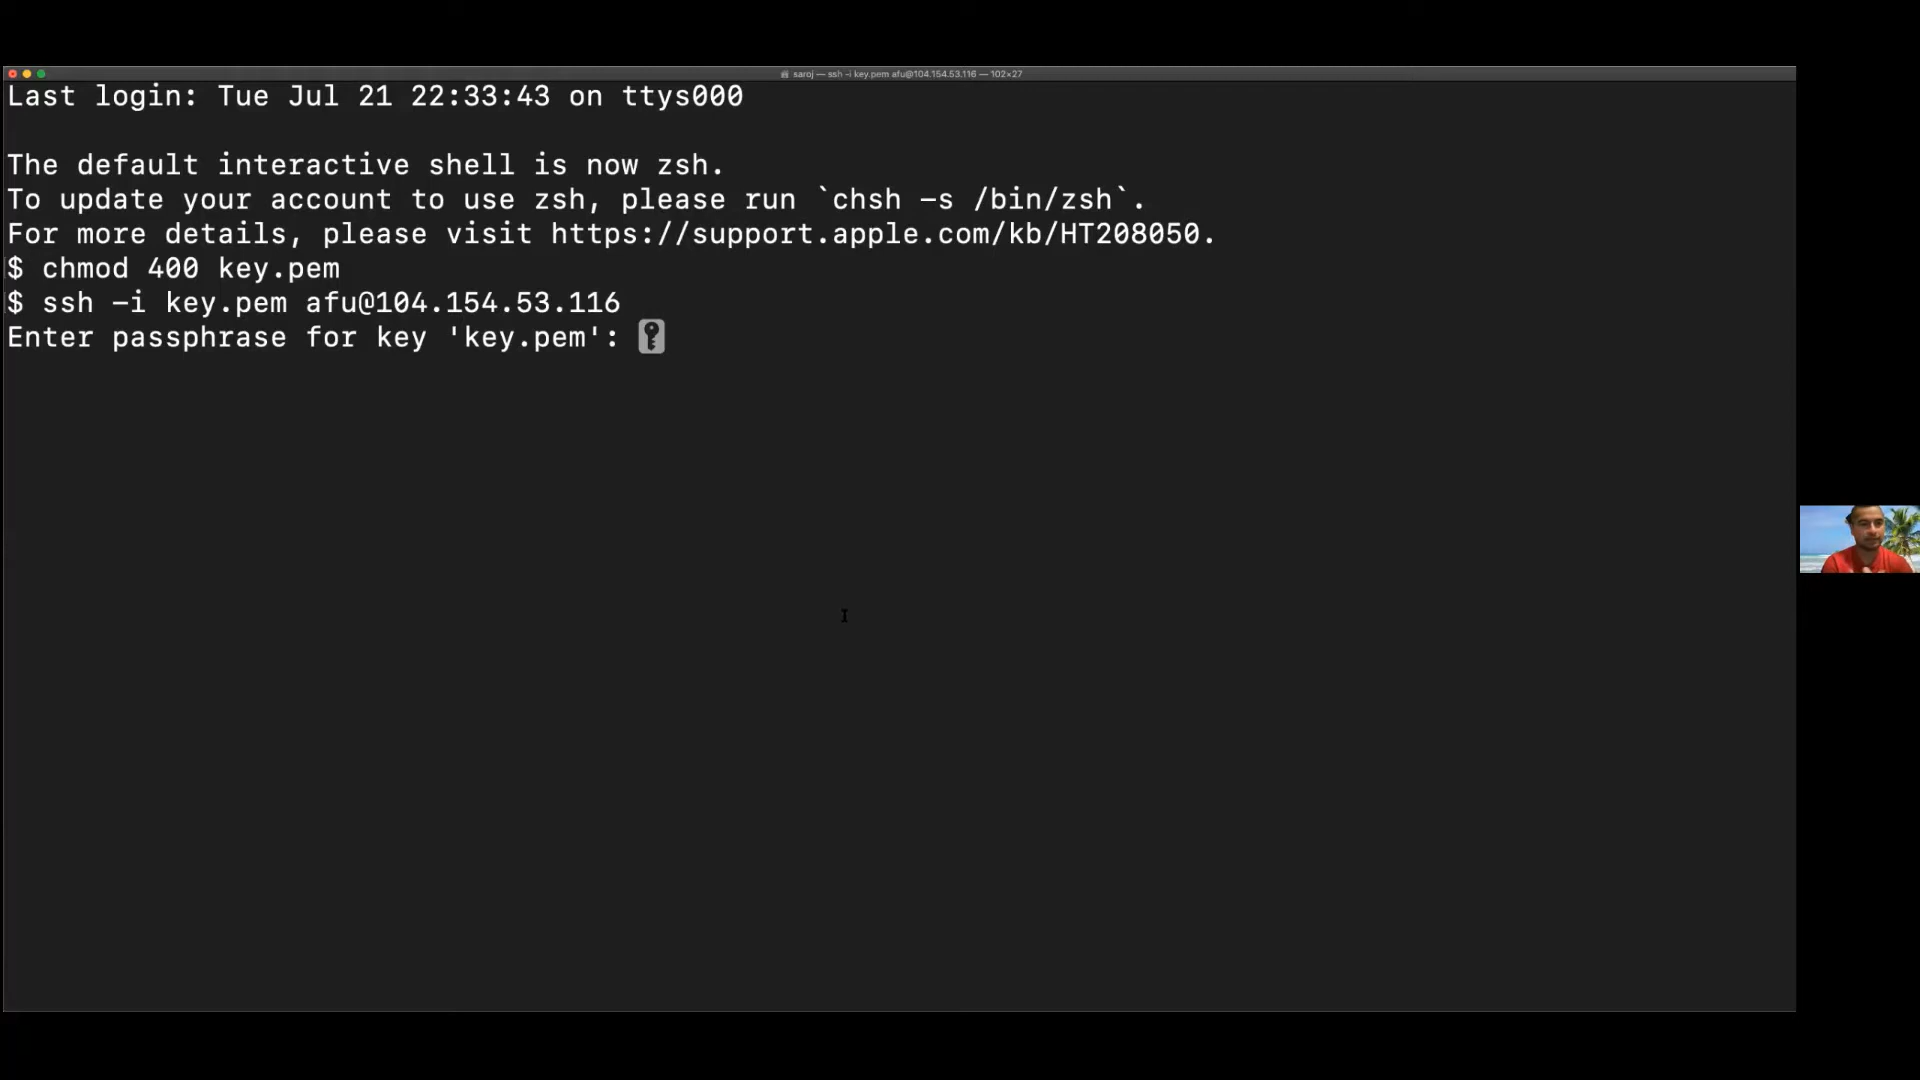 saroj — ssh -i key.pem afu@104.154.53.116 — 102×27
Last login: Tue Jul 21 22:33:43 on ttys000
The default interactive shell is now zsh.
To update your account to use zsh, please run `chsh -s /bin/zsh`.
For more details, please visit https://support.apple.com/kb/HT208050.
$ chmod 400 key.pem
$ ssh -i key.pem afu@104.154.53.116
Enter passphrase for key 'key.pem':